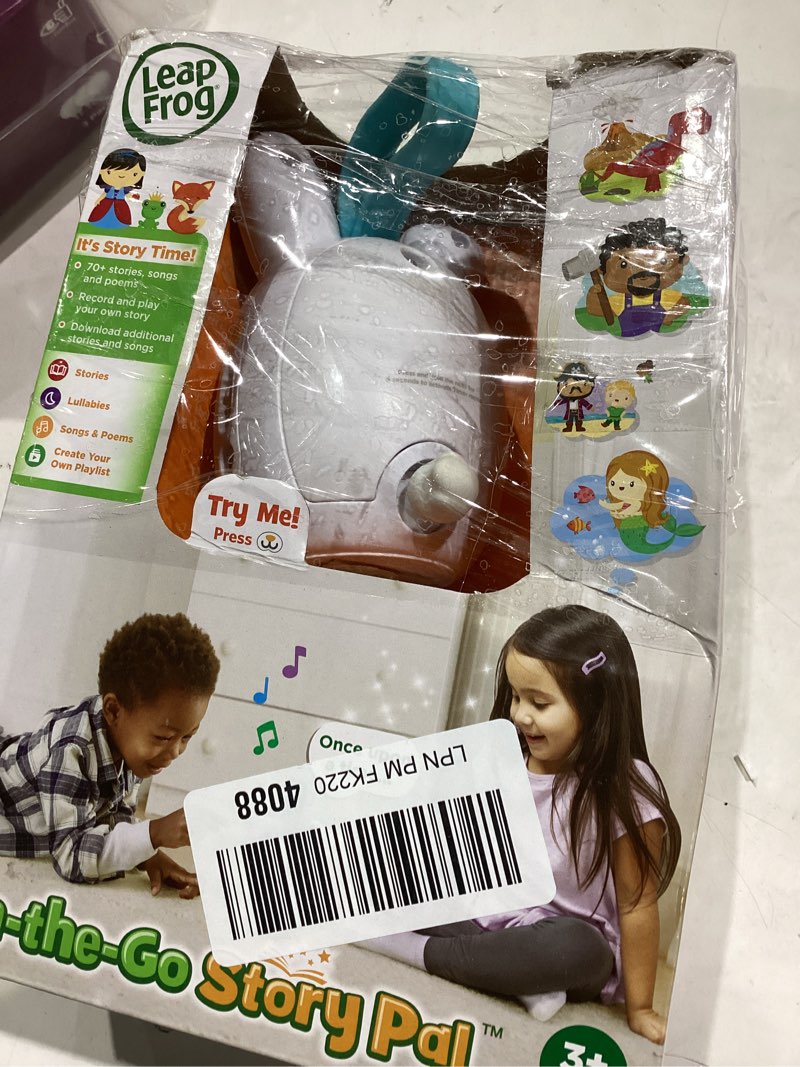 Leap
Frog
It's Story Time!
70+ stories, songs
and poems
Record and play
your own story
Download additional
stories and songs
Stories
Lullabies
Songs & Poems
Create Your
Own Playlist
Try Me!
Press
Once
LPN PM FK220 4088
-the-Go Story Pal™
3+